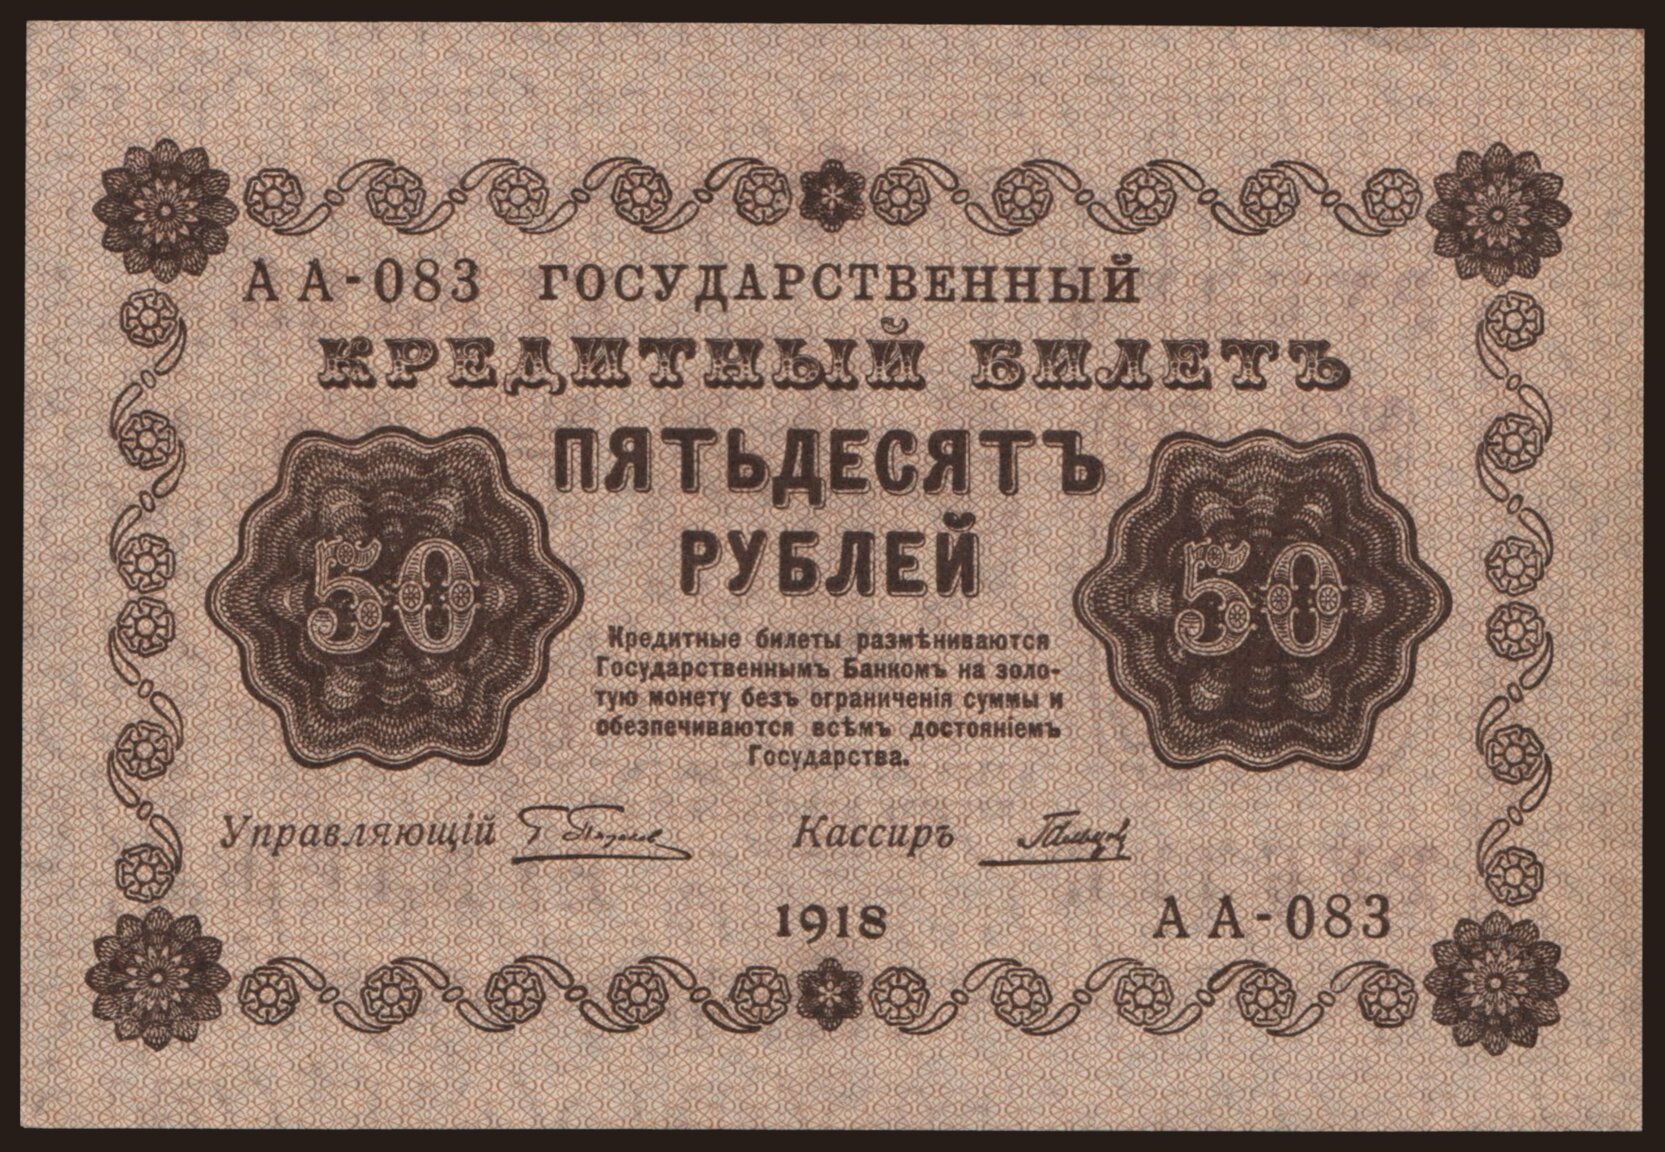 АА-083 ГОСУДАРСТВЕННЫЙ
КРЕДИТНЫЙ БИЛЕТЪ
ПЯТЬДЕСЯТЪ
РУБЛЕЙ
50 50
Кредитные билеты размѣниваются
Государственнымъ Банкомъ на золо-
тую монету безъ ограниченія суммы и
обезпечиваются всѣмъ достояніемъ
Государства.
Управляющій Кассиръ
1918 АА-083